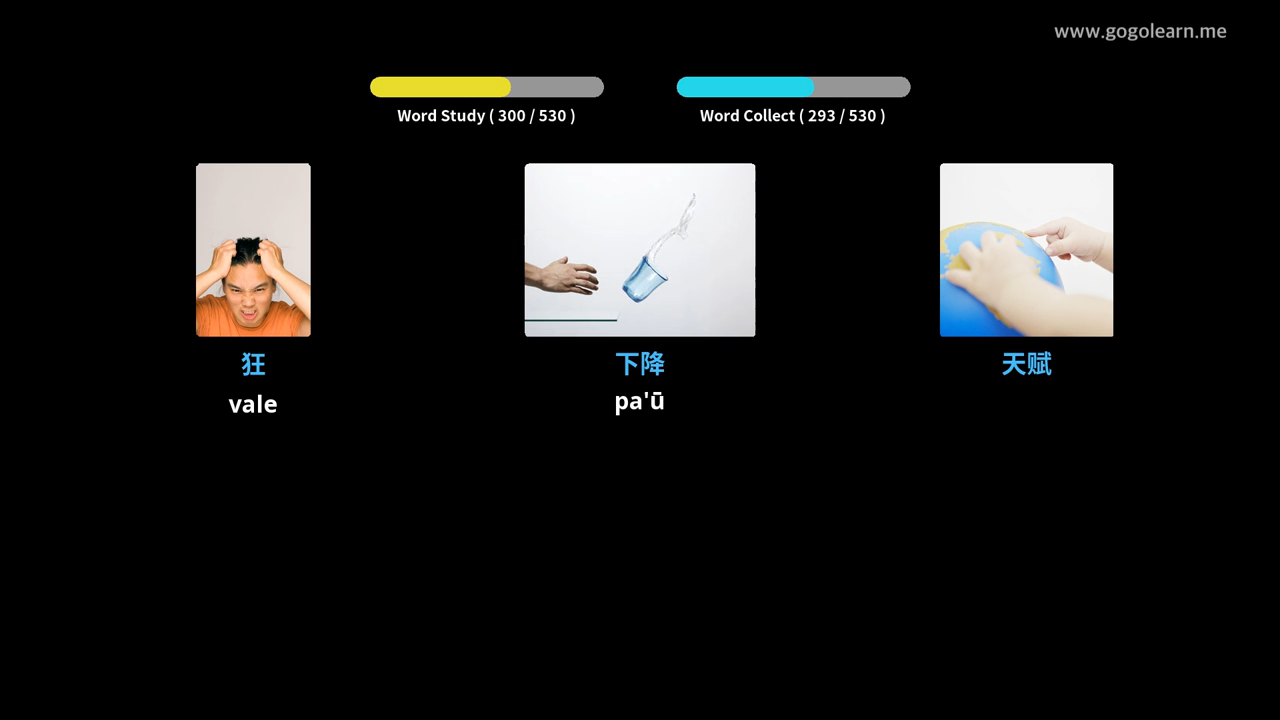 www.gogolearn.me
Word Study ( 300 / 530 )
Word Collect ( 293 / 530 )
狂
下降
天赋
vale
pa'ū